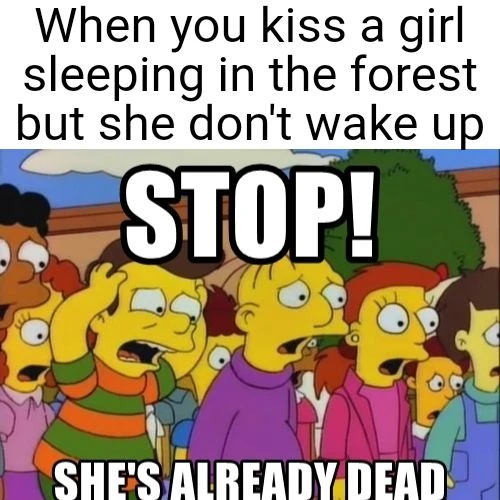 When you kiss a girl
sleeping in the forest
but she don't wake up
STOP!
SHE'S ALREADY DEAD